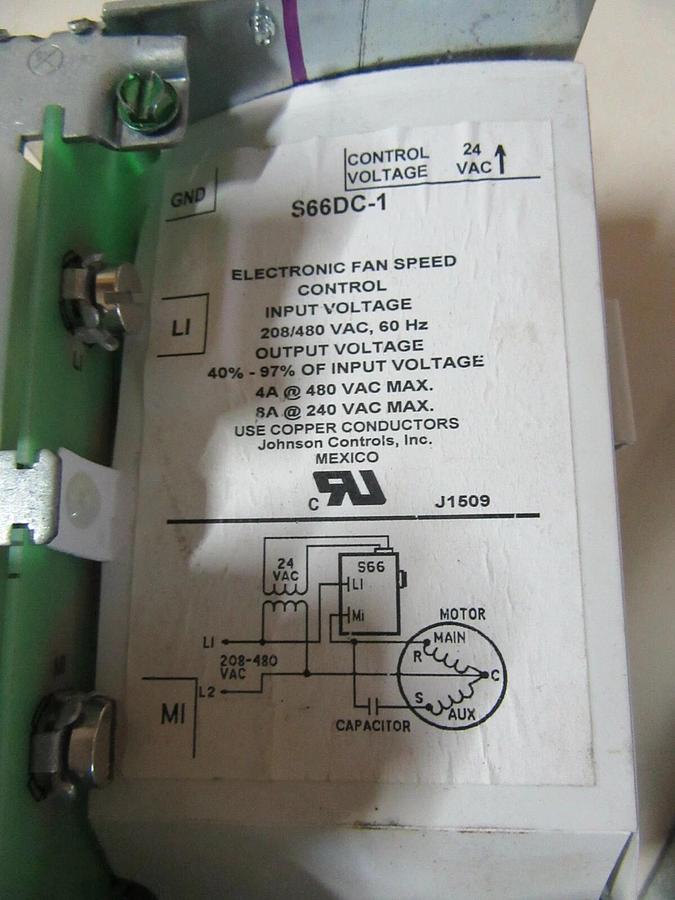 CONTROL VOLTAGE 24 VAC
GND
S66DC-1
ELECTRONIC FAN SPEED
CONTROL
INPUT VOLTAGE
LI
208/480 VAC, 60 Hz
OUTPUT VOLTAGE
40% - 97% OF INPUT VOLTAGE
4A @ 480 VAC MAX.
8A @ 240 VAC MAX.
USE COPPER CONDUCTORS
Johnson Controls, Inc.
MEXICO
C RU
J1509
24
VAC
S66
LI
MI
MOTOR
MAIN
R
LI
208-480
VAC
C
L2
S
AUX
CAPACITOR
MI
LI
MI